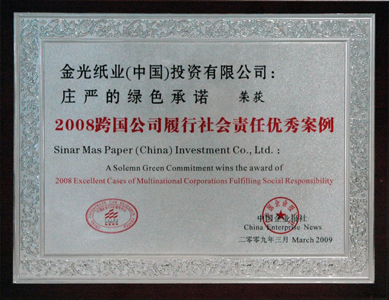 金光纸业(中国)投资有限公司:
庄严的绿色承诺 荣获
2008跨国公司履行社会责任优秀案例
Sinar Mas Paper (China) Investment Co., Ltd. :
A Solemn Green Commitment wins the award of
2008 Excellent Cases of Multinational Corporations Fulfilling Social Responsibility
中国企业报社
China Enterprise News
二零零九年三月 March 2009